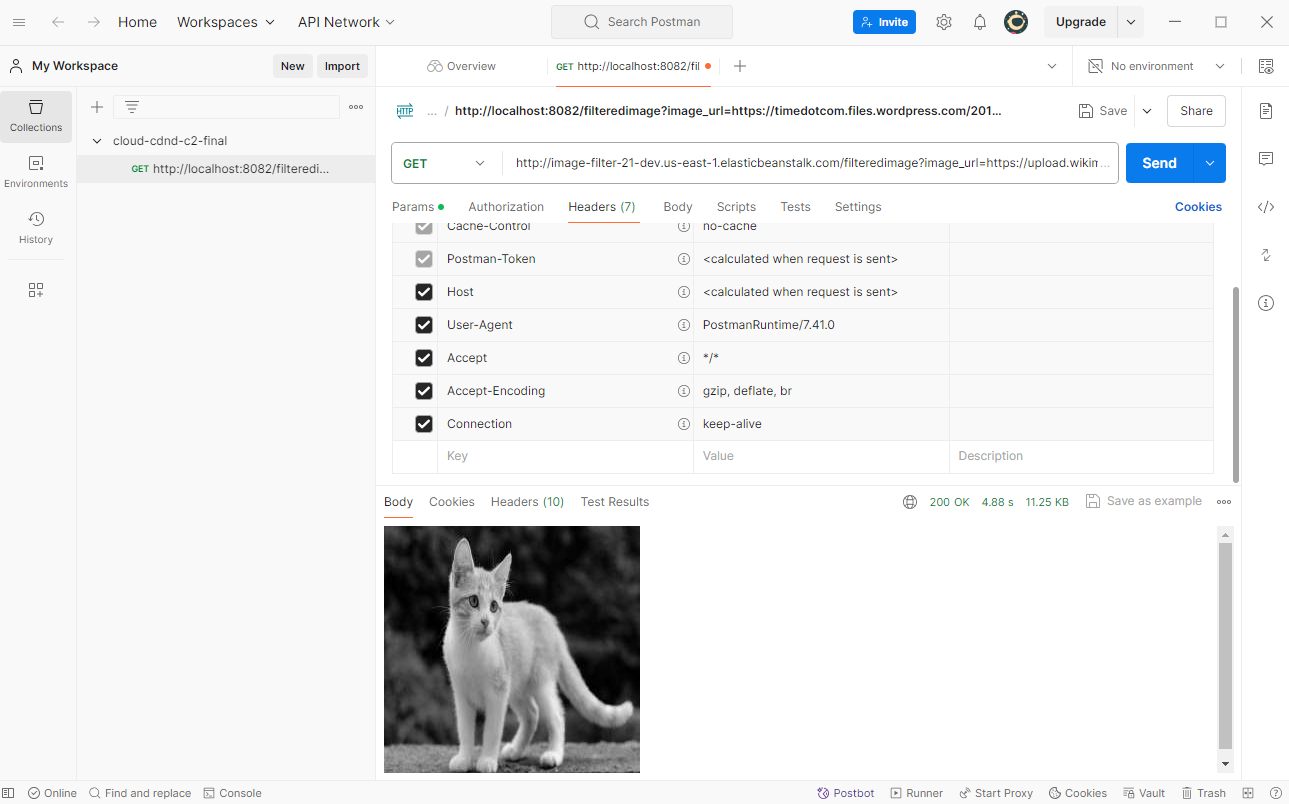 Home Workspaces API Network Search Postman Invite Upgrade
My Workspace New Import Overview GET http://localhost:8082/fil No environment
Collections
Environments
History
cloud-cdnd-c2-final
GET http://localhost:8082/filteredi...
HTTP ... / http://localhost:8082/filteredimage?image_url=https://timedotcom.files.wordpress.com/201... Save Share
GET http://image-filter-21-dev.us-east-1.elasticbeanstalk.com/filteredimage?image_url=https://upload.wikim... Send
Params Authorization Headers (7) Body Scripts Tests Settings Cookies
Cache-Control no-cache
Postman-Token <calculated when request is sent>
Host <calculated when request is sent>
User-Agent PostmanRuntime/7.41.0
Accept */*
Accept-Encoding gzip, deflate, br
Connection keep-alive
Key Value Description
Body Cookies Headers (10) Test Results 200 OK 4.88 s 11.25 KB Save as example
Online Find and replace Console Postbot Runner Start Proxy Cookies Vault Trash